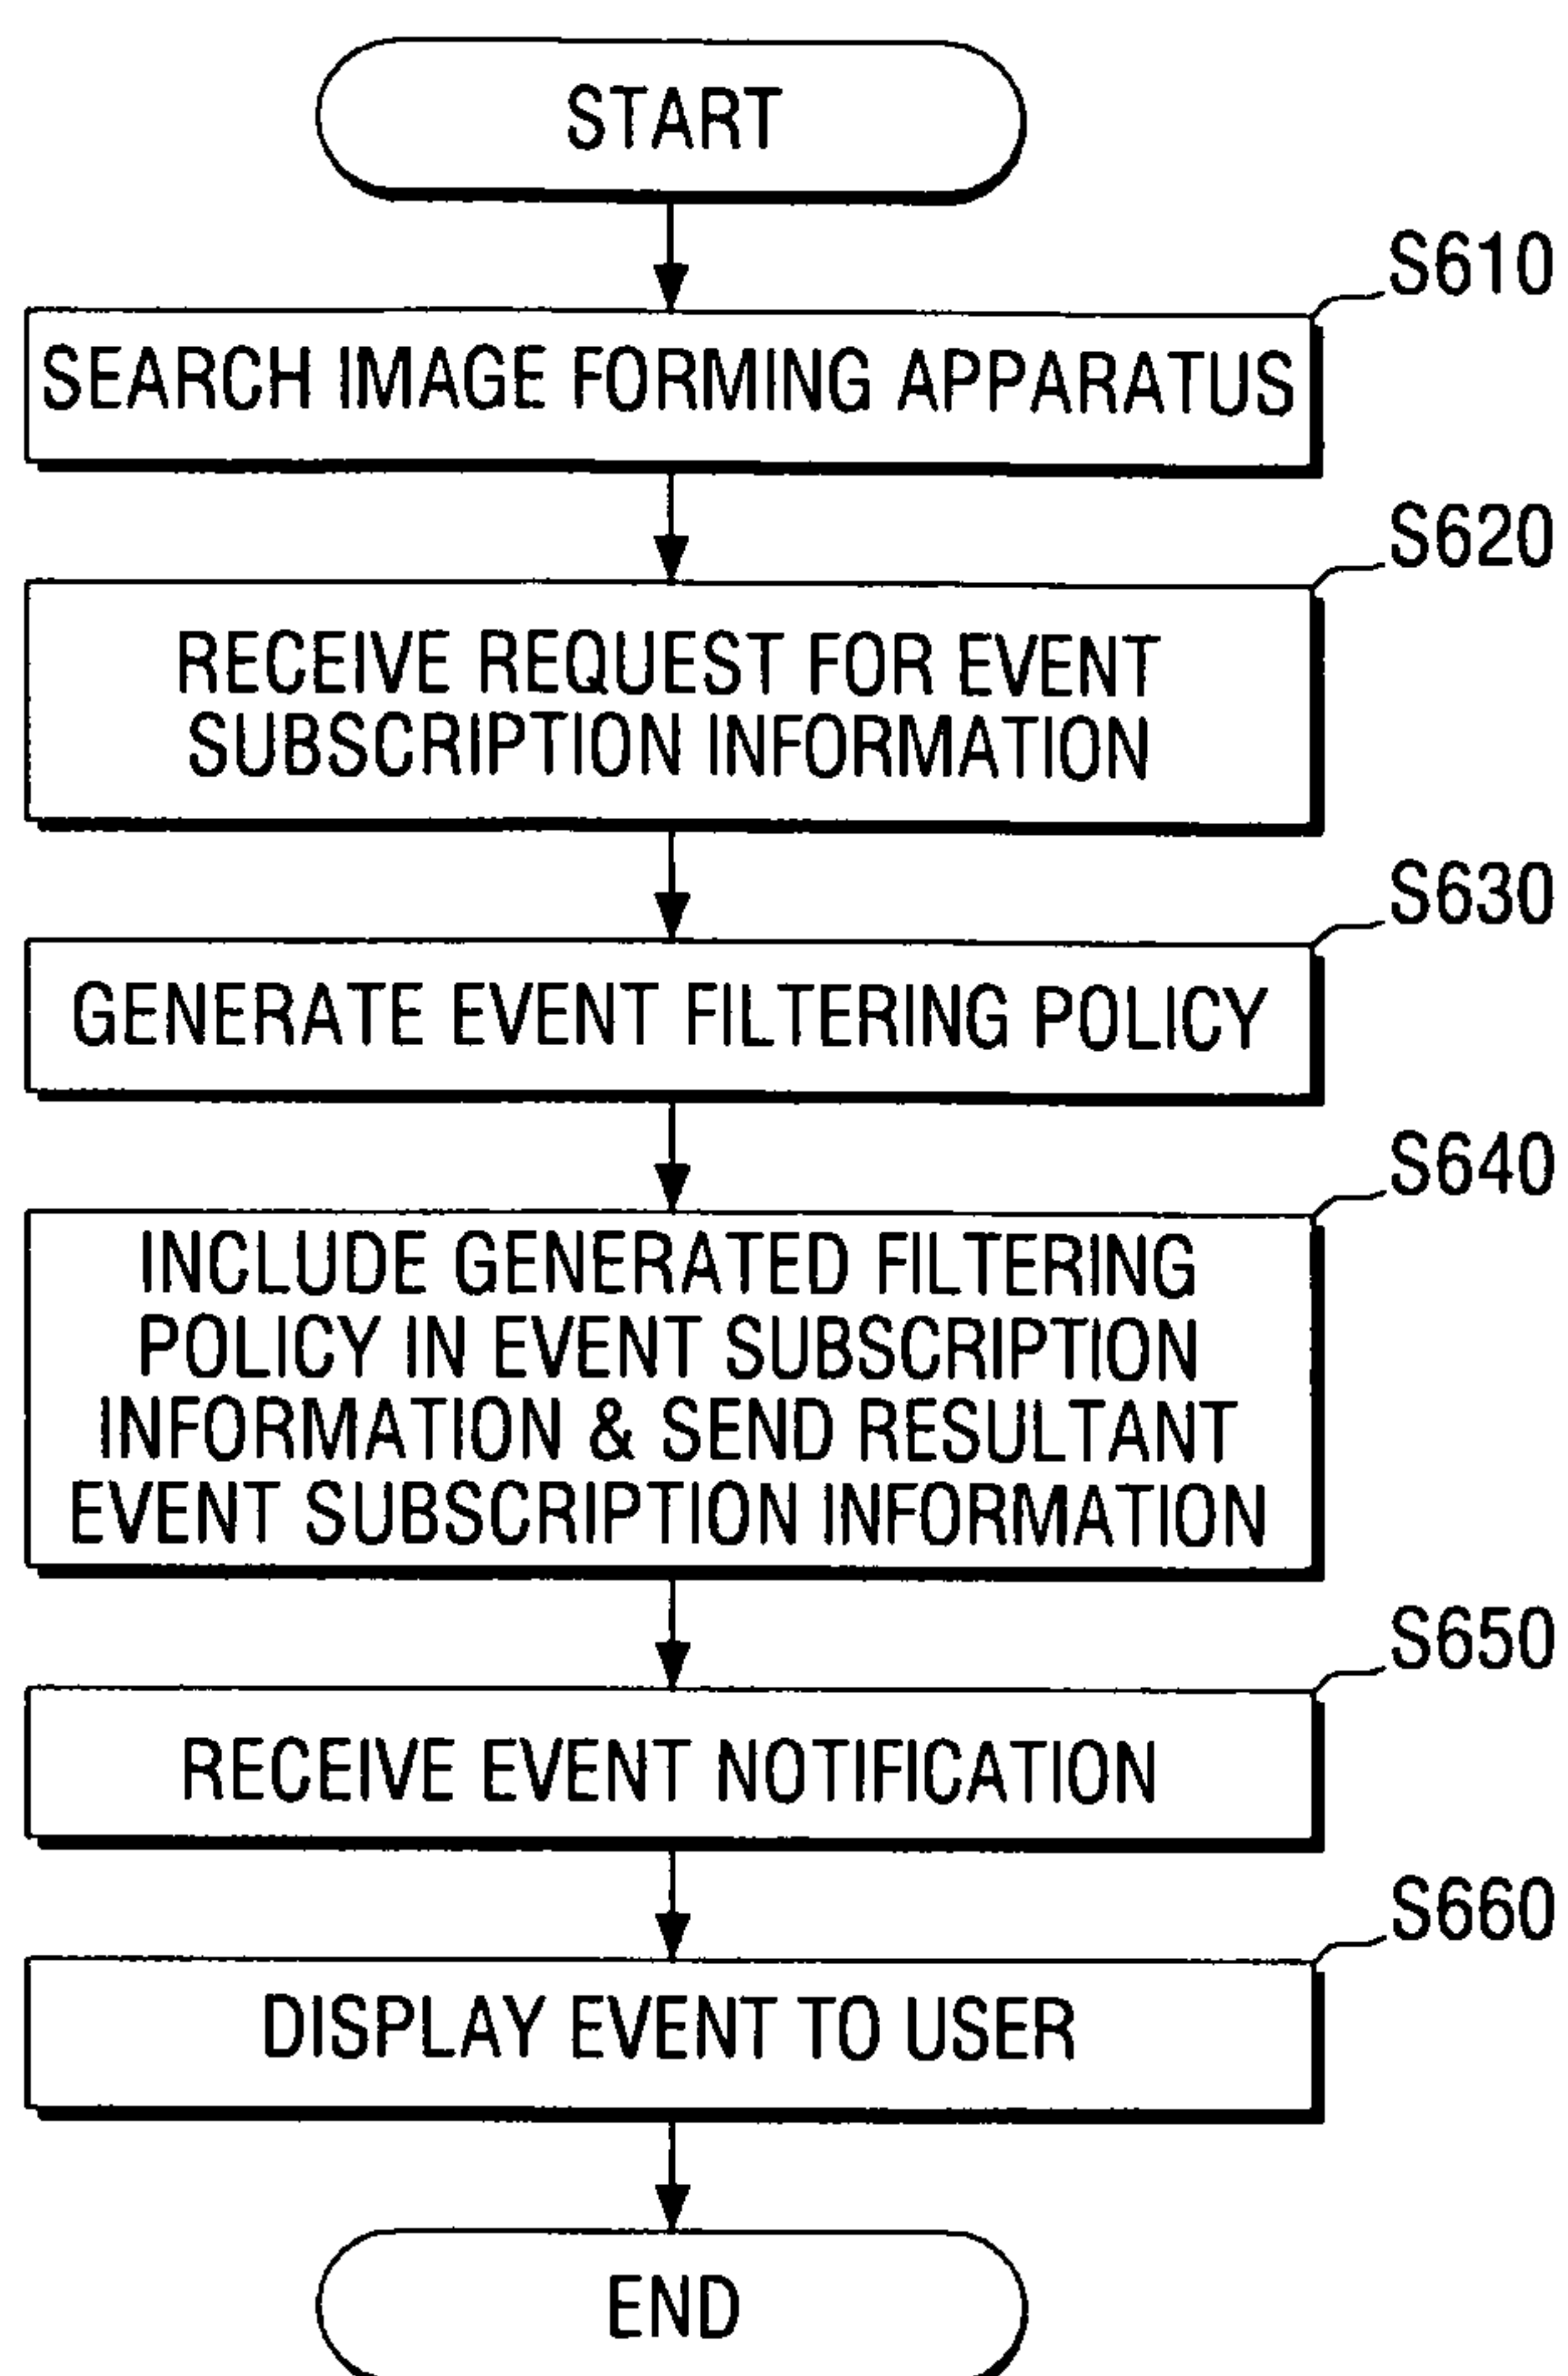 START
S610
SEARCH IMAGE FORMING APPARATUS
S620
RECEIVE REQUEST FOR EVENT
SUBSCRIPTION INFORMATION
S630
GENERATE EVENT FILTERING POLICY
S640
INCLUDE GENERATED FILTERING
POLICY IN EVENT SUBSCRIPTION
INFORMATION & SEND RESULTANT
EVENT SUBSCRIPTION INFORMATION
S650
RECEIVE EVENT NOTIFICATION
S660
DISPLAY EVENT TO USER
END